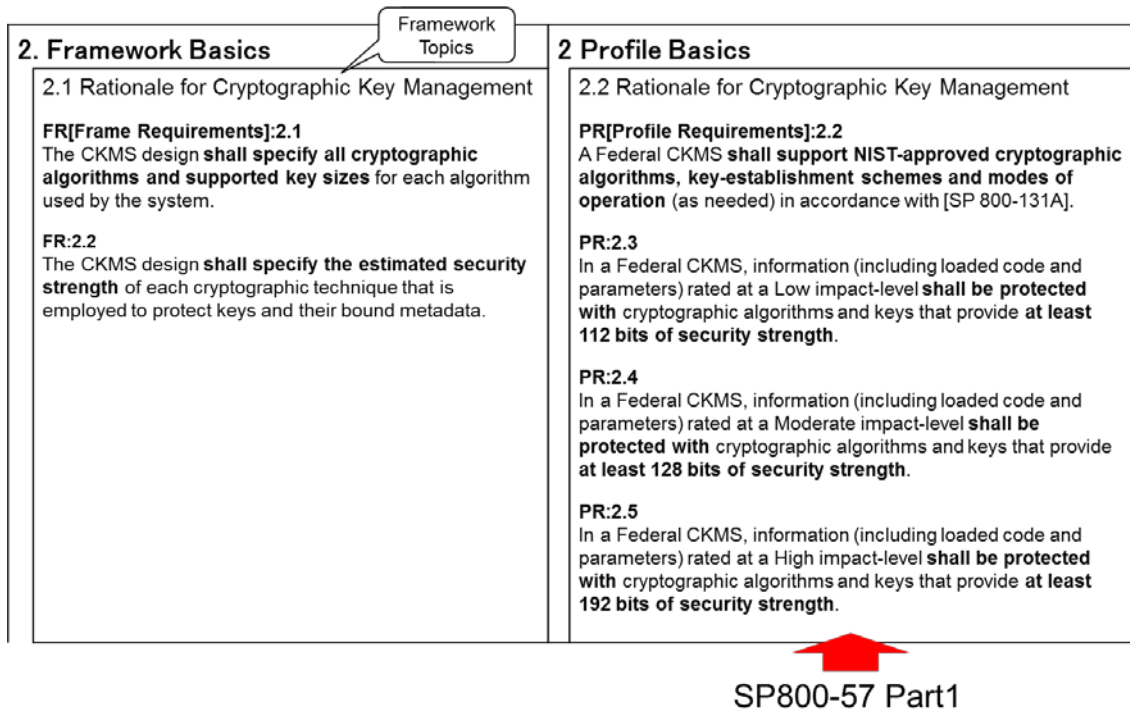 Framework
Topics
2. Framework Basics
2.1 Rationale for Cryptographic Key Management
FR[Frame Requirements]:2.1
The CKMS design shall specify all cryptographic
algorithms and supported key sizes for each algorithm
used by the system.
FR:2.2
The CKMS design shall specify the estimated security
strength of each cryptographic technique that is
employed to protect keys and their bound metadata.
2 Profile Basics
2.2 Rationale for Cryptographic Key Management
PR[Profile Requirements]:2.2
A Federal CKMS shall support NIST-approved cryptographic
algorithms, key-establishment schemes and modes of
operation (as needed) in accordance with [SP 800-131A].
PR:2.3
In a Federal CKMS, information (including loaded code and
parameters) rated at a Low impact-level shall be protected
with cryptographic algorithms and keys that provide at least
112 bits of security strength.
PR:2.4
In a Federal CKMS, information (including loaded code and
parameters) rated at a Moderate impact-level shall be
protected with cryptographic algorithms and keys that provide
at least 128 bits of security strength.
PR:2.5
In a Federal CKMS, information (including loaded code and
parameters) rated at a High impact-level shall be protected
with cryptographic algorithms and keys that provide at least
192 bits of security strength.
SP800-57 Part1